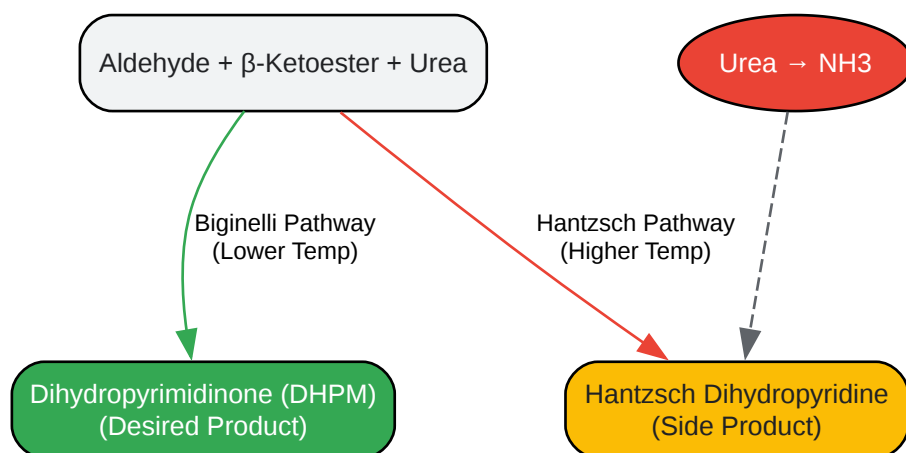 Aldehyde + β-Ketoester + Urea
Urea → NH3
Biginelli Pathway
(Lower Temp)
Hantzsch Pathway
(Higher Temp)
Dihydropyrimidinone (DHPM)
(Desired Product)
Hantzsch Dihydropyridine
(Side Product)